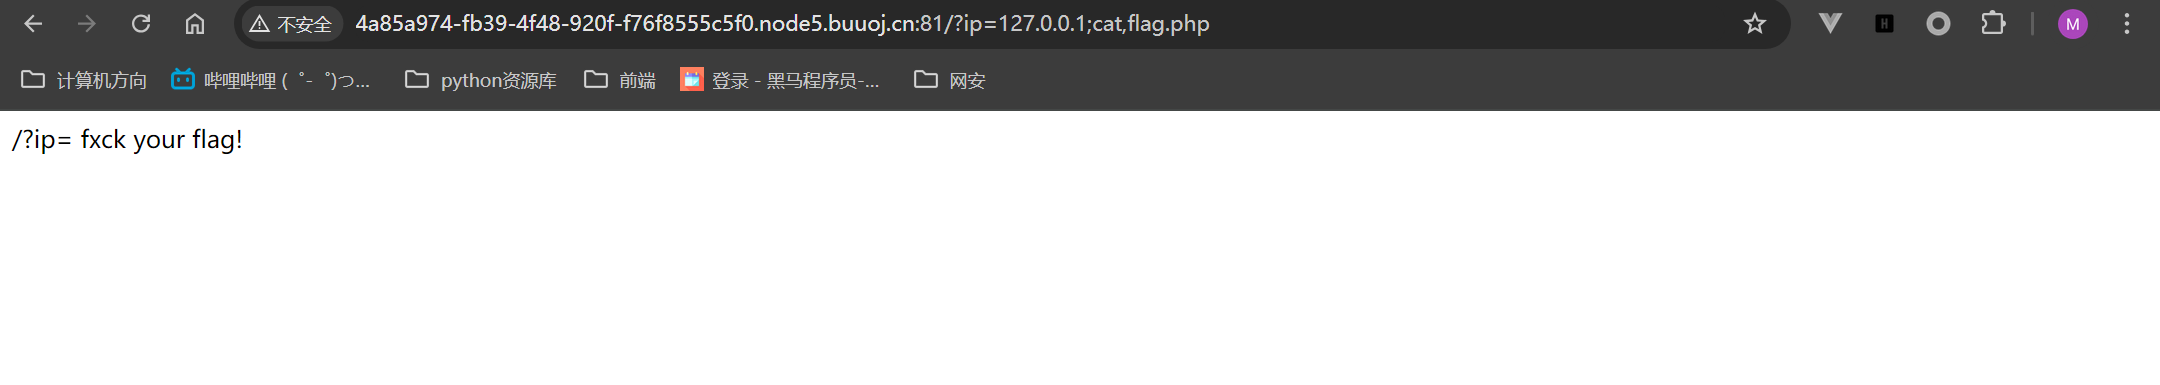 不安全 4a85a974-fb39-4f48-920f-f76f8555c5f0.node5.buuoj.cn:81/?ip=127.0.0.1;cat,flag.php H M
计算机方向 哔哩哔哩 (゜-゜)つ... python资源库 前端 登录 - 黑马程序员-... 网安
/?ip= fxck your flag!